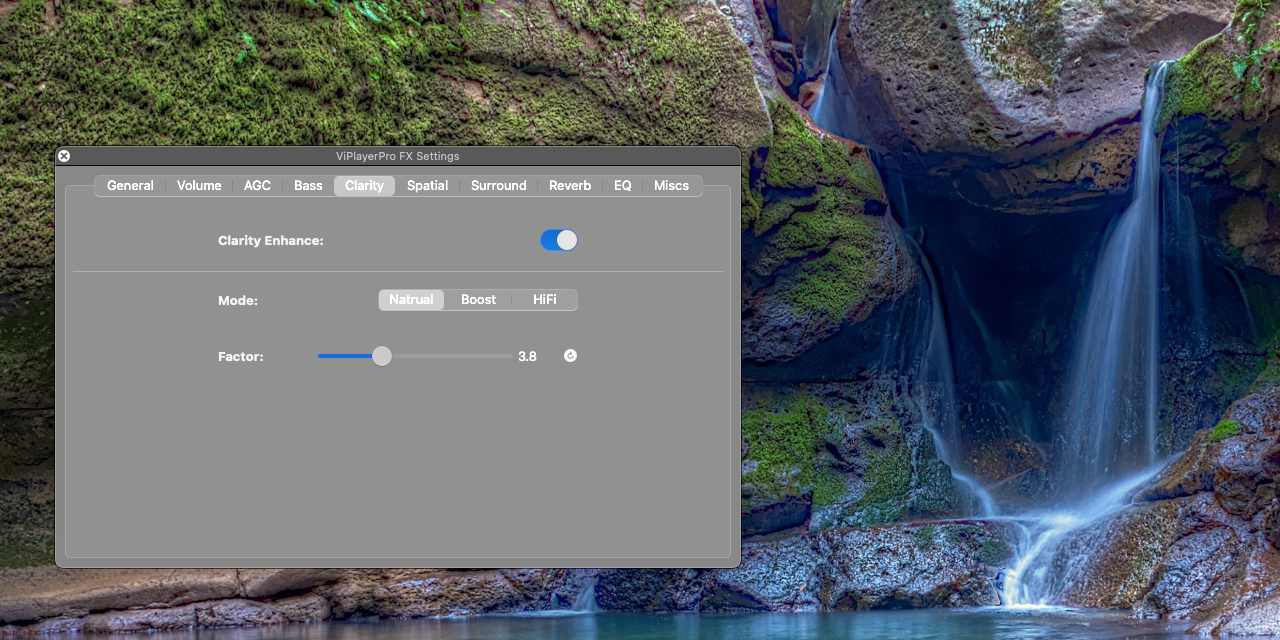 ViPlayerPro FX Settings
General Volume AGC Bass Clarity Spatial Surround Reverb EQ Miscs
Clarity Enhance:
Mode: Natrual Boost HiFi
Factor: 3.8